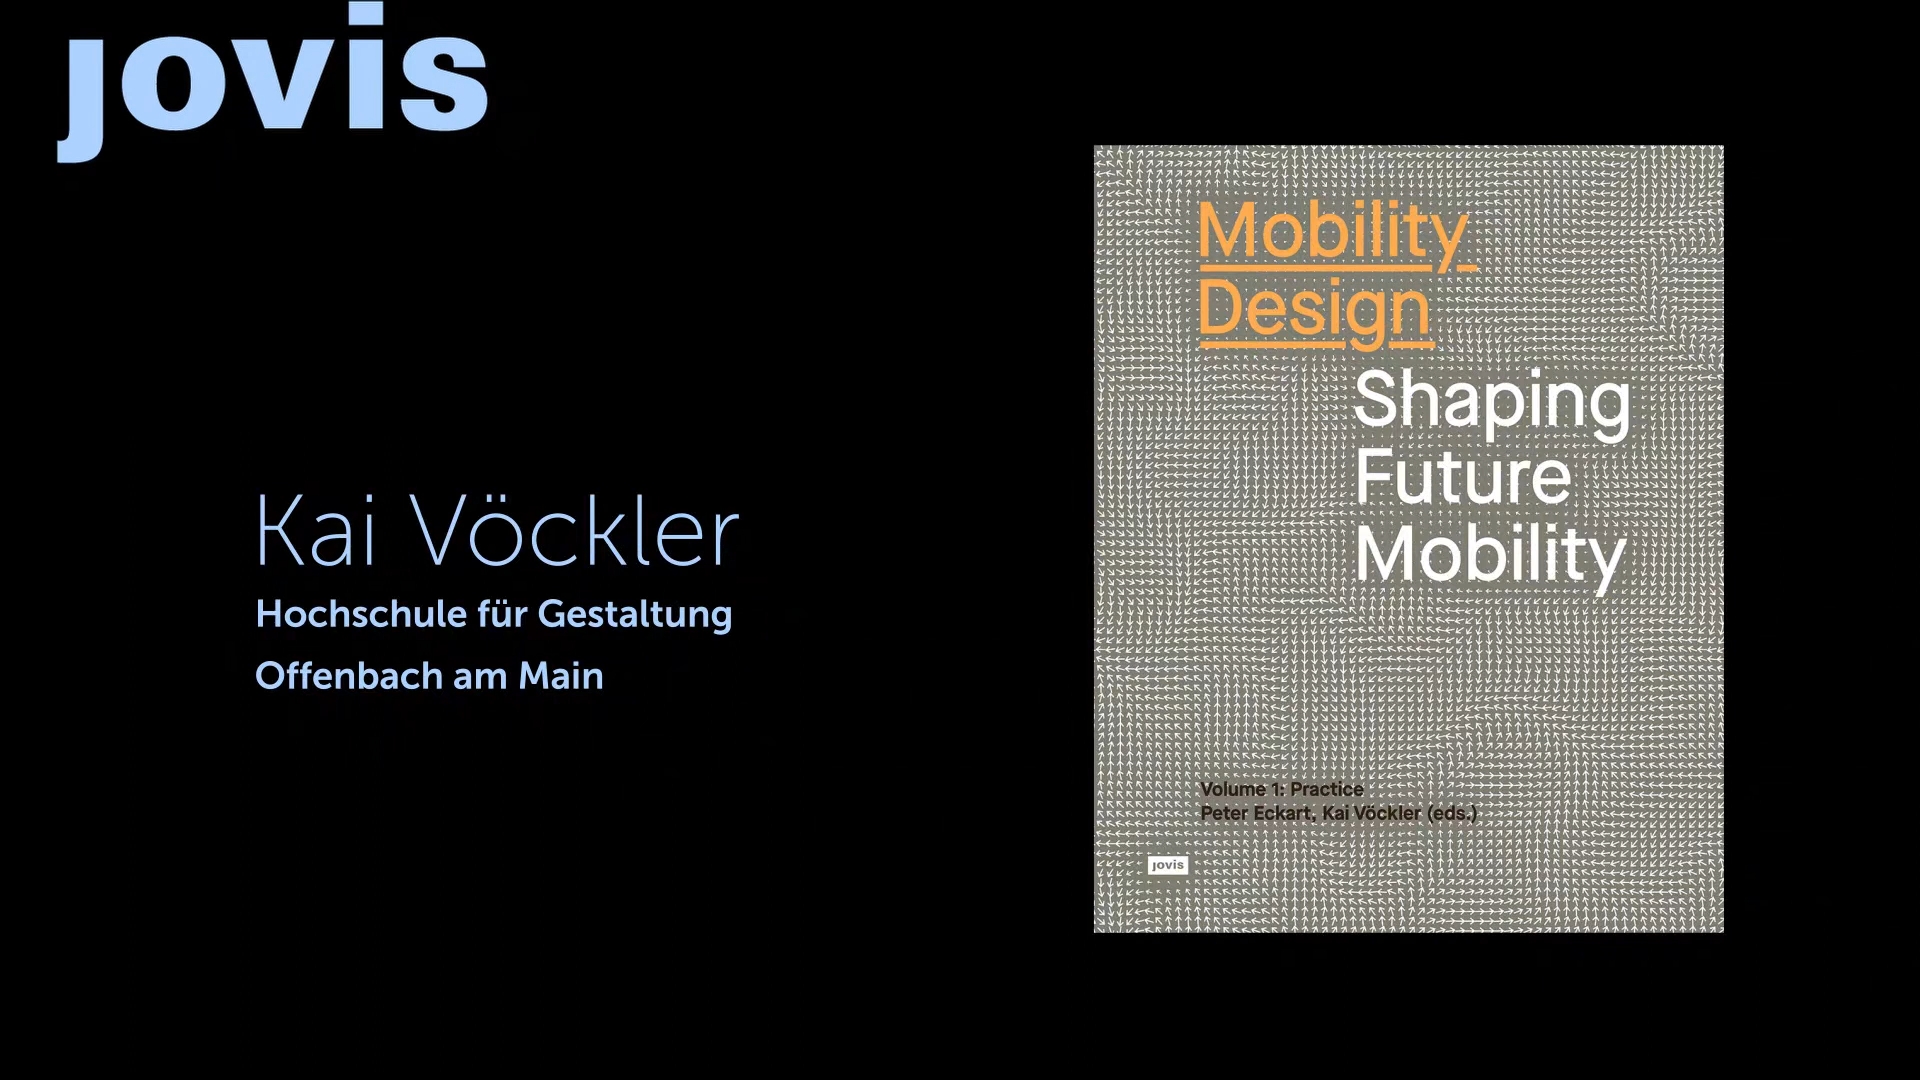 jovis
Kai Vöckler
Hochschule für Gestaltung
Offenbach am Main
Mobility
Design
Shaping
Future
Mobility
Volume 1: Practice
Peter Eckart, Kai Vöckler (eds.)
jovis